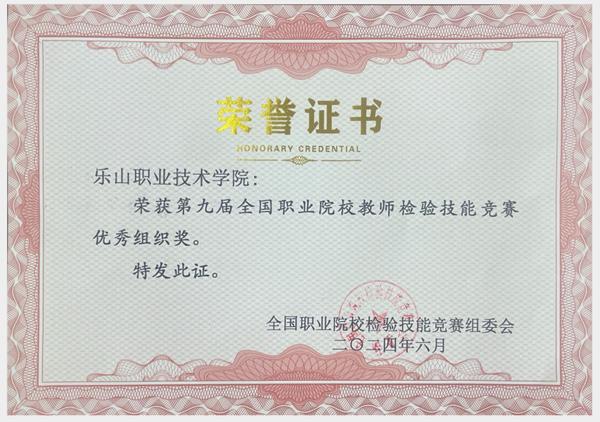 荣誉证书
HONORARY CREDENTIAL
乐山职业技术学院：
荣获第九届全国职业院校教师检验技能竞赛
优秀组织奖。
特发此证。
全国职业院校检验技能竞赛组委会
二〇二四年六月